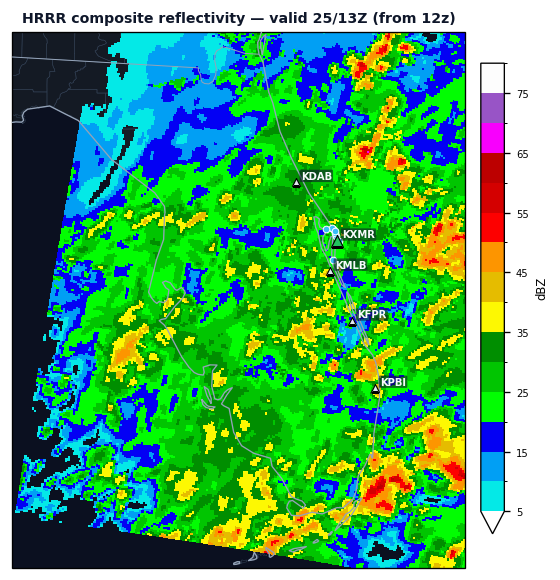 HRRR composite reflectivity — valid 25/13Z (from 12z)
KDAB
KXMR
KMLB
KFPR
KPBI
75
65
55
45
35
25
15
5
dBZ